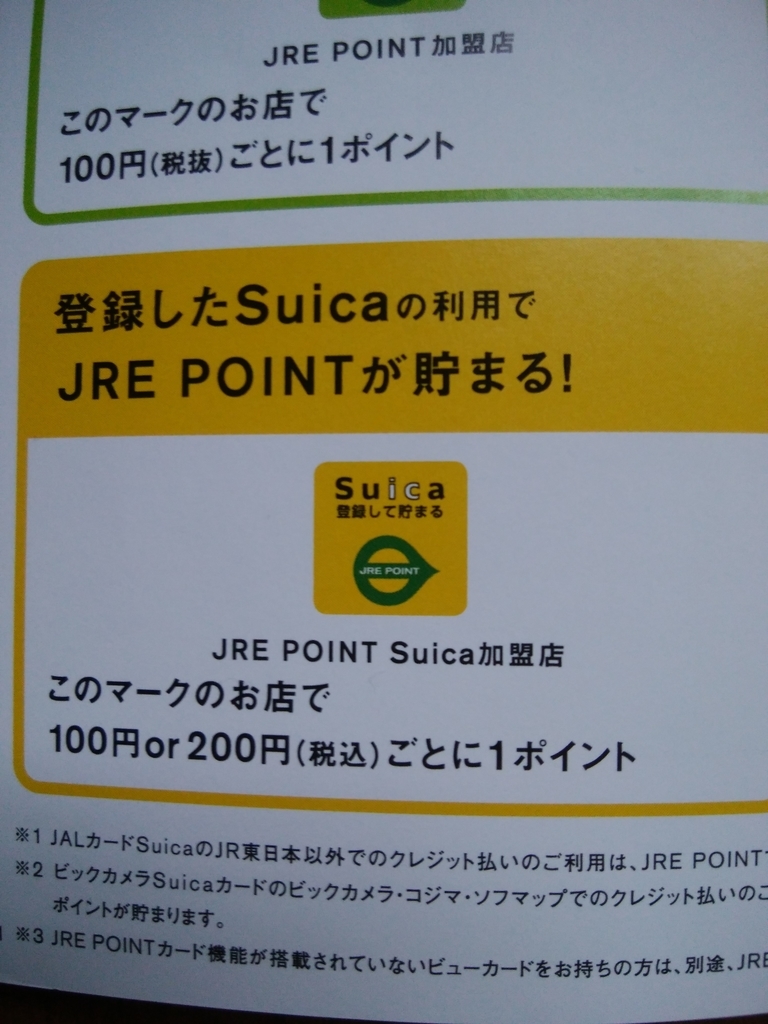 JRE POINT加盟店
このマークのお店で
100円(税抜)ごとに1ポイント
登録したSuicaの利用で
JRE POINTが貯まる!
Suica
登録して貯まる
JRE POINT
JRE POINT Suica加盟店
このマークのお店で
100円or200円(税込)ごとに1ポイント
※1 JALカードSuicaのJR東日本以外でのクレジット払いのご利用は、JRE POINT
※2 ビックカメラSuicaカードのビックカメラ・コジマ・ソフマップでのクレジット払いのご
ポイントが貯まります。
※3 JRE POINTカード機能が搭載されていないビューカードをお持ちの方は、別途、JRE